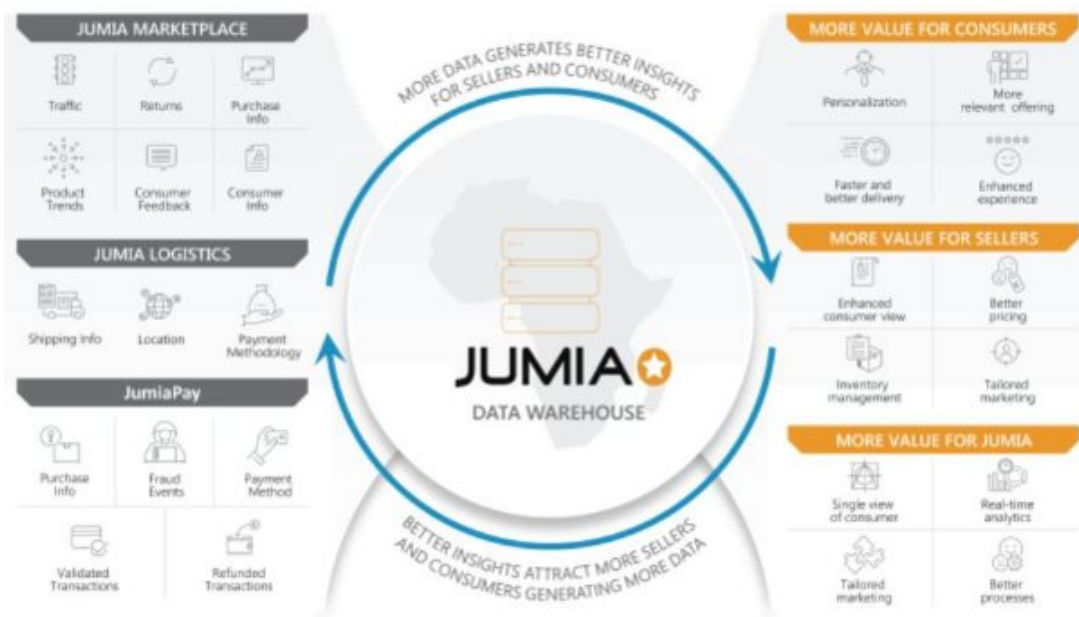 JUMIA MARKETPLACE
Traffic
Returns
Purchase
Info
Product
Trends
Consumer
Feedback
Consumer
Info
JUMIA LOGISTICS
Shipping Info
Location
Payment
Methodology
JumiaPay
Purchase
Info
Fraud
Events
Payment
Method
Validated
Transactions
Refunded
Transactions
MORE DATA GENERATES BETTER INSIGHTS
FOR SELLERS AND CONSUMERS
JUMIA
DATA WAREHOUSE
BETTER INSIGHTS ATTRACT MORE SELLERS
AND CONSUMERS GENERATING MORE DATA
MORE VALUE FOR CONSUMERS
Personalization
More
relevant offering
Faster and
better delivery
Enhanced
experience
MORE VALUE FOR SELLERS
Enhanced
consumer view
Better
pricing
Inventory
management
Tailored
marketing
MORE VALUE FOR JUMIA
Single view
of consumer
Real-time
analytics
Tailored
marketing
Better
processes